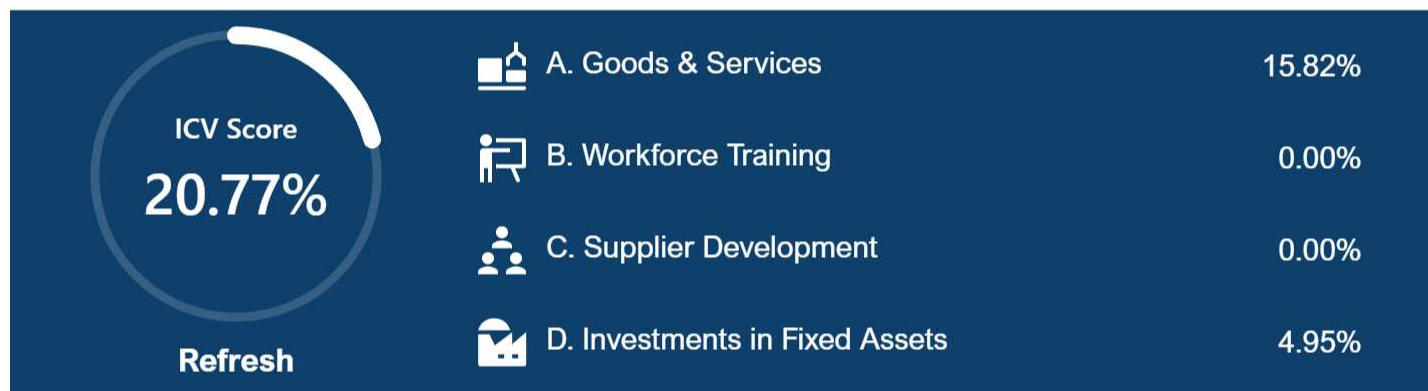 ICV Score
20.77%
Refresh
A. Goods & Services 15.82%
B. Workforce Training 0.00%
C. Supplier Development 0.00%
D. Investments in Fixed Assets 4.95%